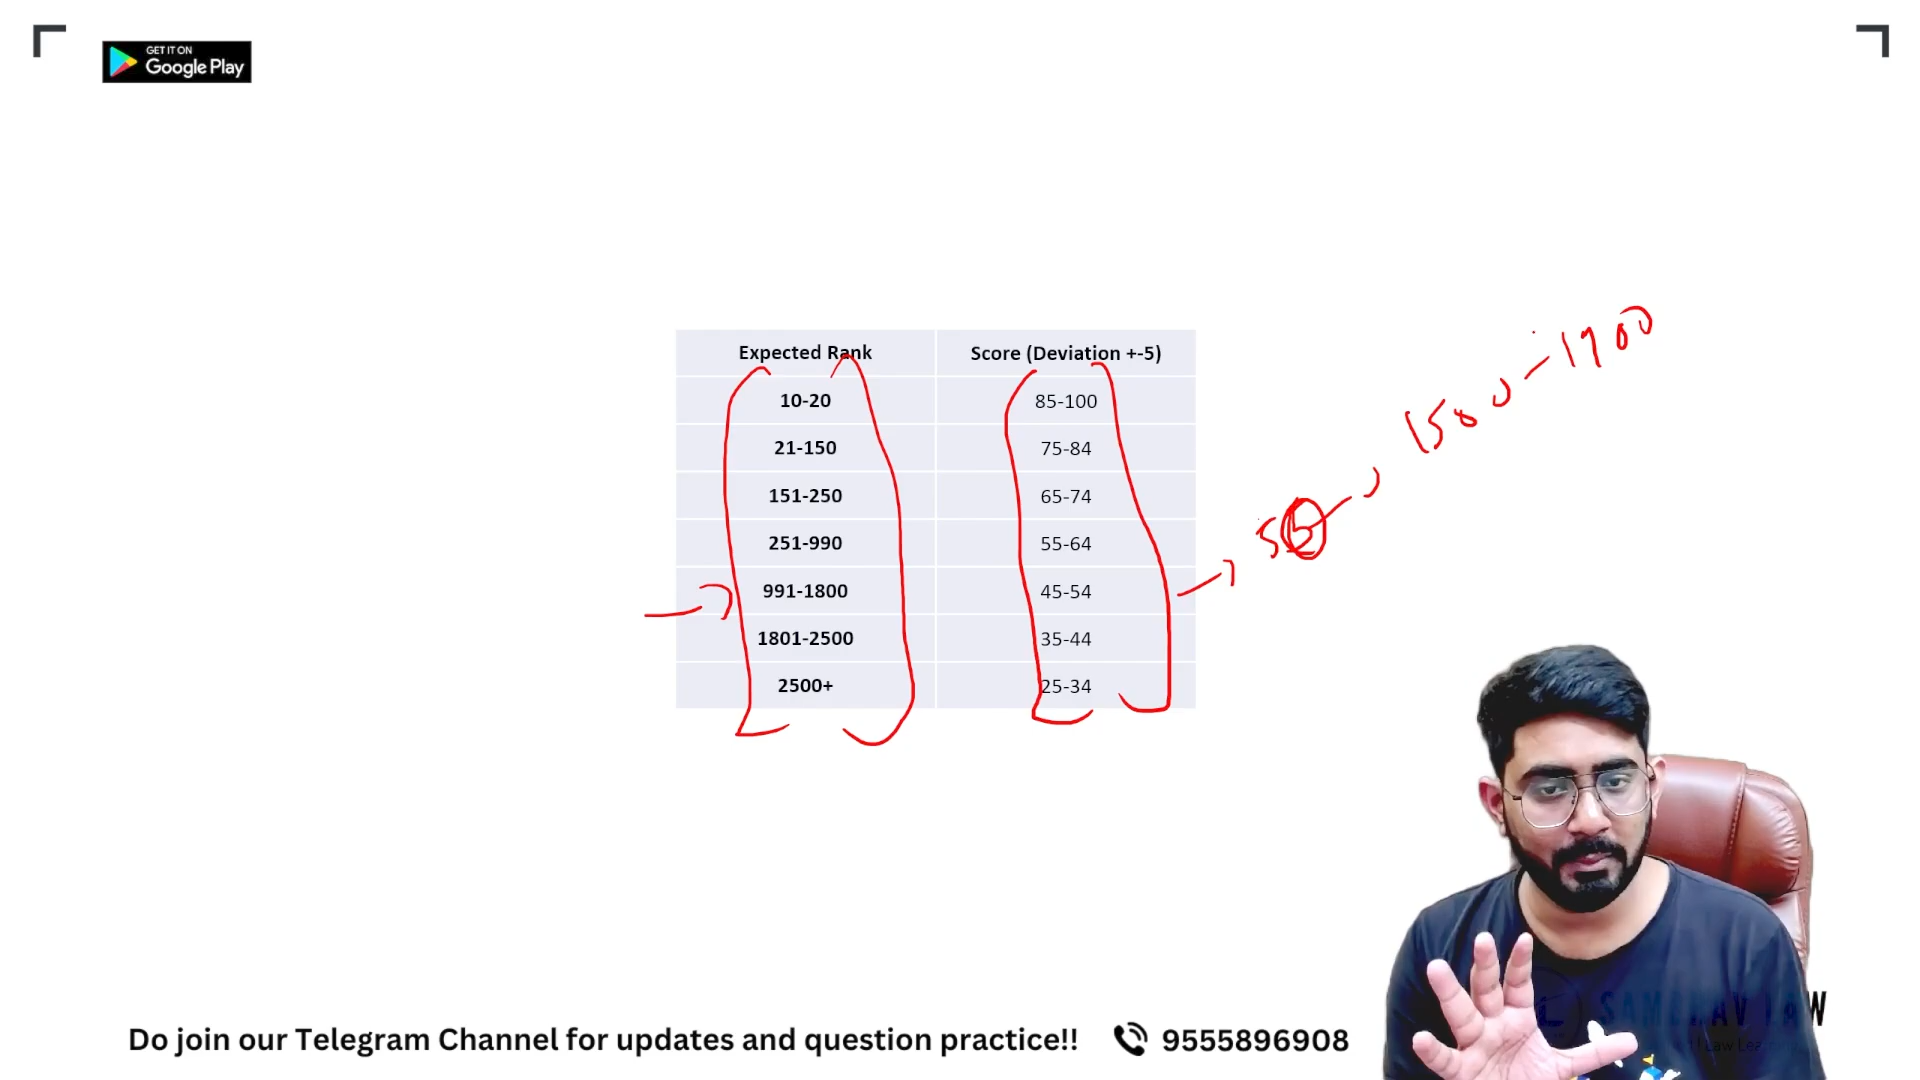 GET IT ON
Google Play
Expected Rank Score (Deviation +-5)
10-20 85-100
21-150 75-84
151-250 65-74
251-990 55-64
991-1800 45-54
1801-2500 35-44
2500+ 25-34
1500-1900
Do join our Telegram Channel for updates and question practice!! 9555896908